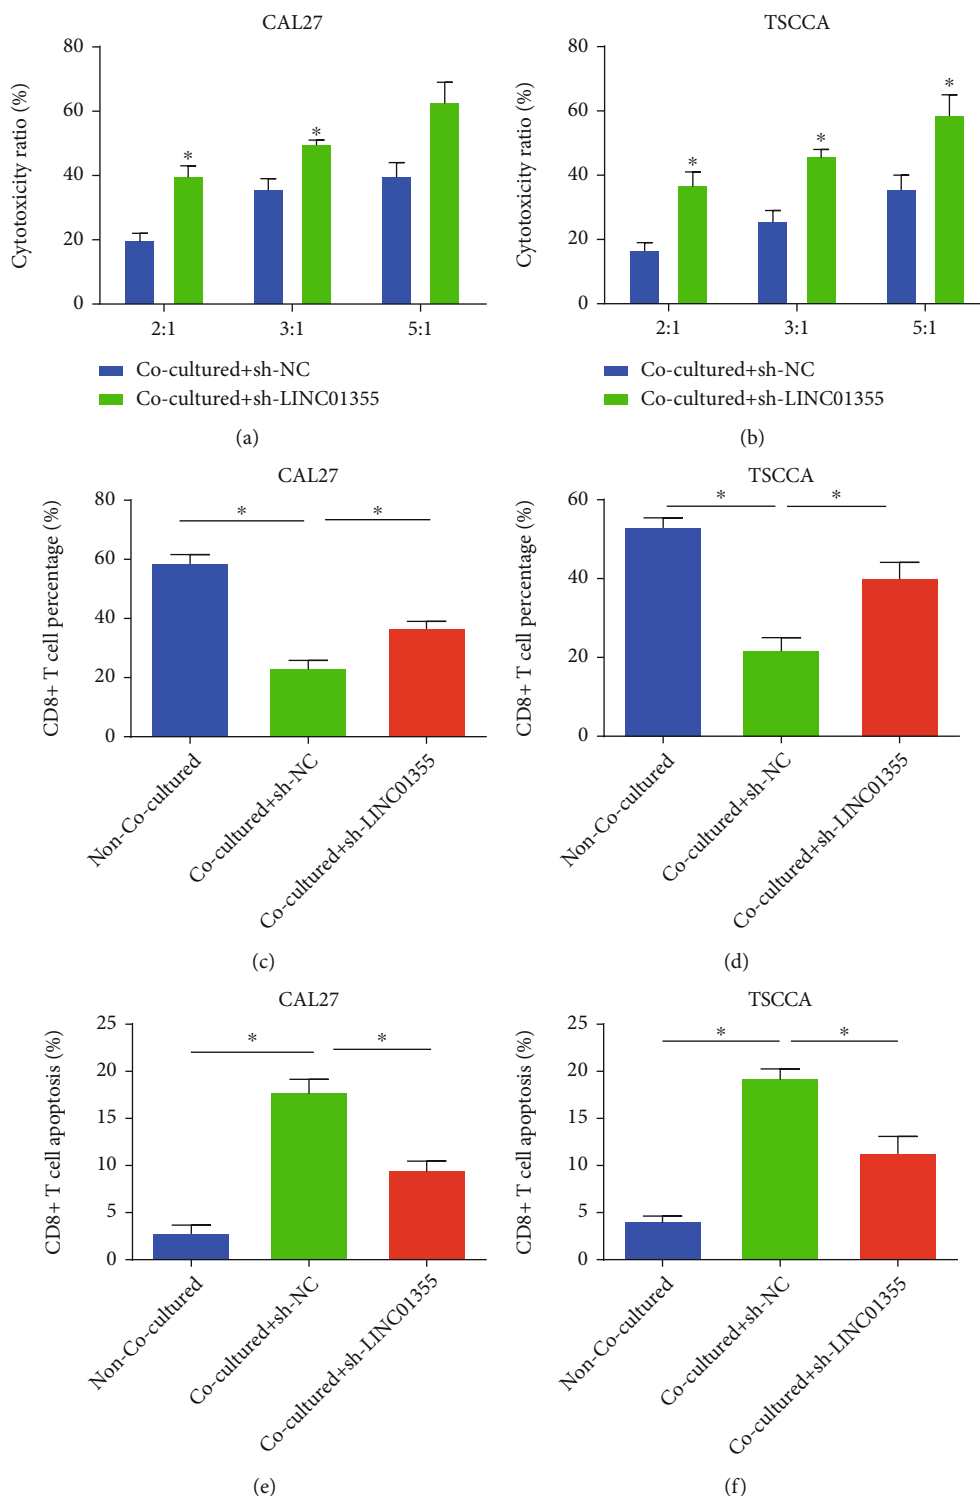 CAL27
Cytotoxicity ratio (%)
80
60
40
20
0
*
*
2:1
3:1
5:1
Co-cultured+sh-NC
Co-cultured+sh-LINC01355
(a)
TSCCA
Cytotoxicity ratio (%)
80
60
40
20
0
*
*
*
2:1
3:1
5:1
Co-cultured+sh-NC
Co-cultured+sh-LINC01355
(b)
CAL27
CD8+ T cell percentage (%)
80
60
40
20
0
*
*
Non-Co-cultured
Co-cultured+sh-NC
Co-cultured+sh-LINC01355
(c)
TSCCA
CD8+ T cell percentage (%)
60
40
20
0
*
*
Non-Co-cultured
Co-cultured+sh-NC
Co-cultured+sh-LINC01355
(d)
CAL27
CD8+ T cell apoptosis (%)
25
20
15
10
5
0
*
*
Non-Co-cultured
Co-cultured+sh-NC
Co-cultured+sh-LINC01355
(e)
TSCCA
CD8+ T cell apoptosis (%)
25
20
15
10
5
0
*
*
Non-Co-cultured
Co-cultured+sh-NC
Co-cultured+sh-LINC01355
(f)